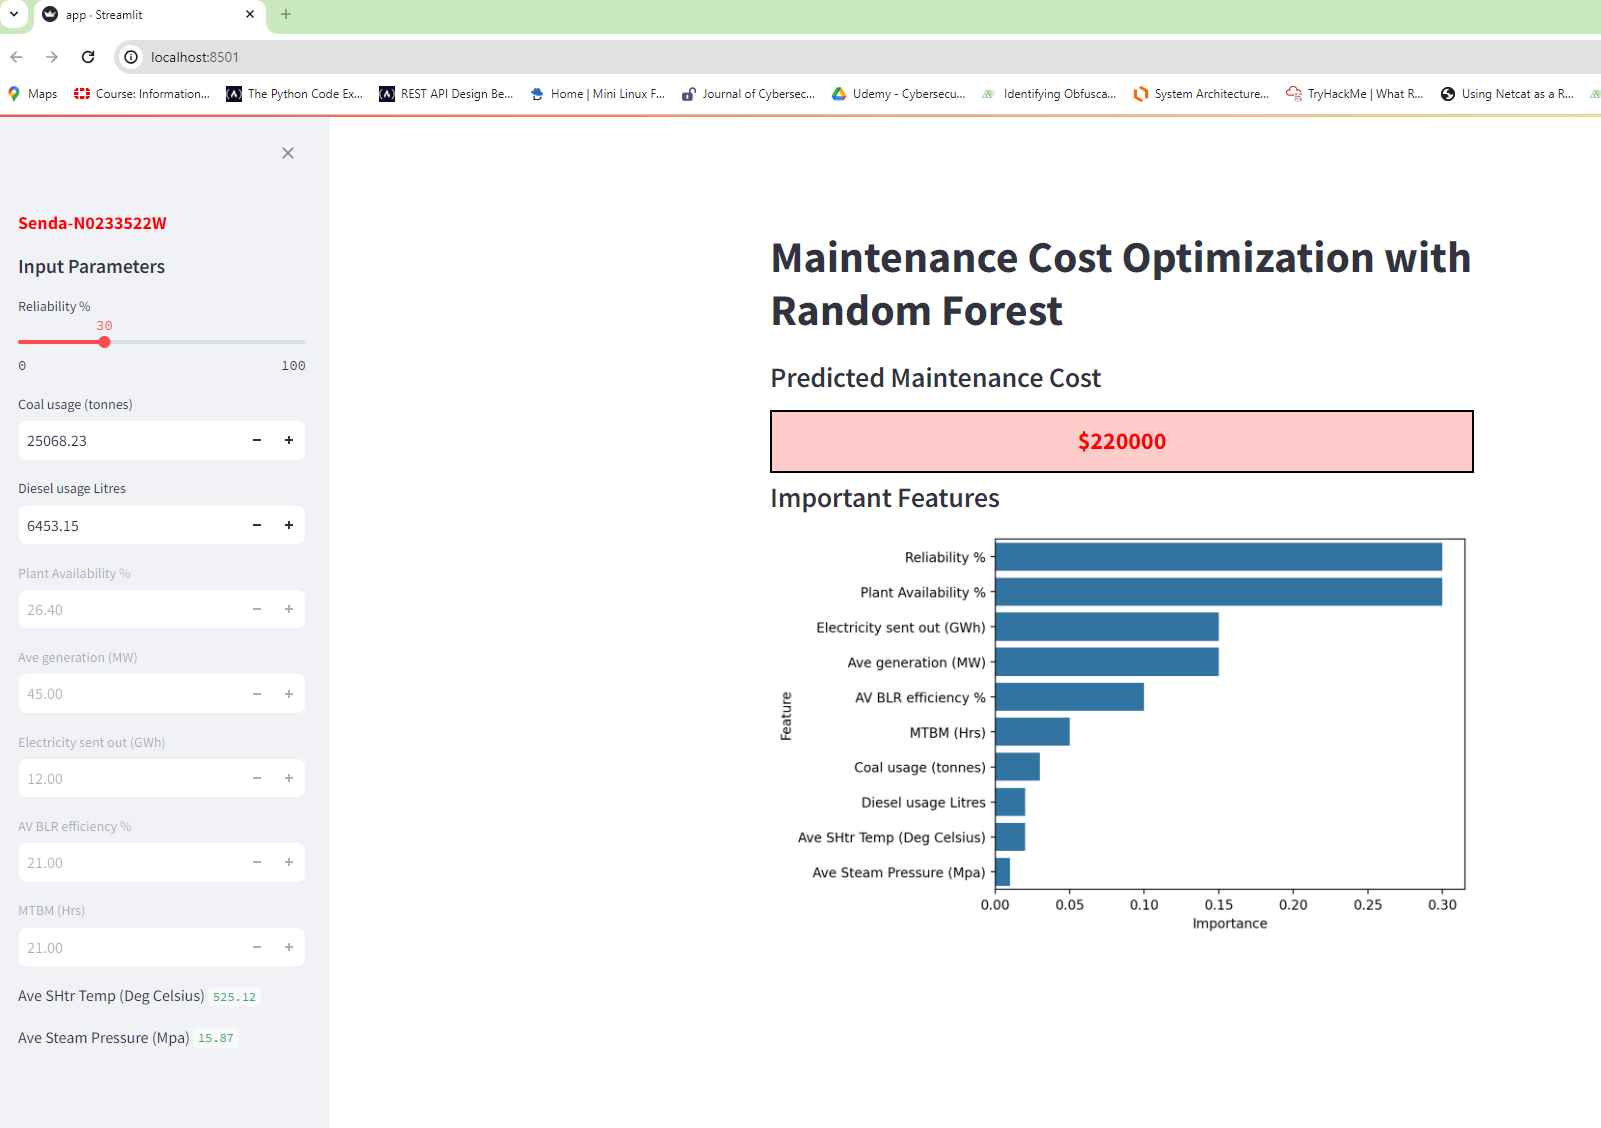 app · Streamlit
localhost:8501
Maps
Course: Information...
The Python Code Ex...
REST API Design Be...
Home | Mini Linux F...
Journal of Cybersec...
Udemy - Cybersecu...
Identifying Obfusca...
System Architecture...
TryHackMe | What R...
Using Netcat as a R...
Senda-N0233522W
Input Parameters
Reliability %
30
0 100
Coal usage (tonnes)
25068.23
Diesel usage Litres
6453.15
Plant Availability %
26.40
Ave generation (MW)
45.00
Electricity sent out (GWh)
12.00
AV BLR efficiency %
21.00
MTBM (Hrs)
21.00
Ave SHtr Temp (Deg Celsius) 525.12
Ave Steam Pressure (Mpa) 15.87
Maintenance Cost Optimization with
Random Forest
Predicted Maintenance Cost
$220000
Important Features
Feature
Reliability %
Plant Availability %
Electricity sent out (GWh)
Ave generation (MW)
AV BLR efficiency %
MTBM (Hrs)
Coal usage (tonnes)
Diesel usage Litres
Ave SHtr Temp (Deg Celsius)
Ave Steam Pressure (Mpa)
0.00 0.05 0.10 0.15 0.20 0.25 0.30
Importance